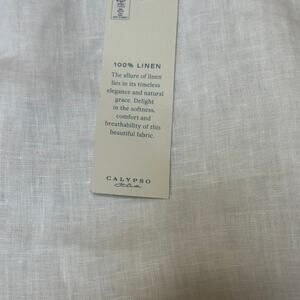 100% LINEN
The allure of linen
lies in its timeless
elegance and natural
grace. Delight
in the softness,
comfort and
breathability of this
beautiful fabric.
CALYPSO